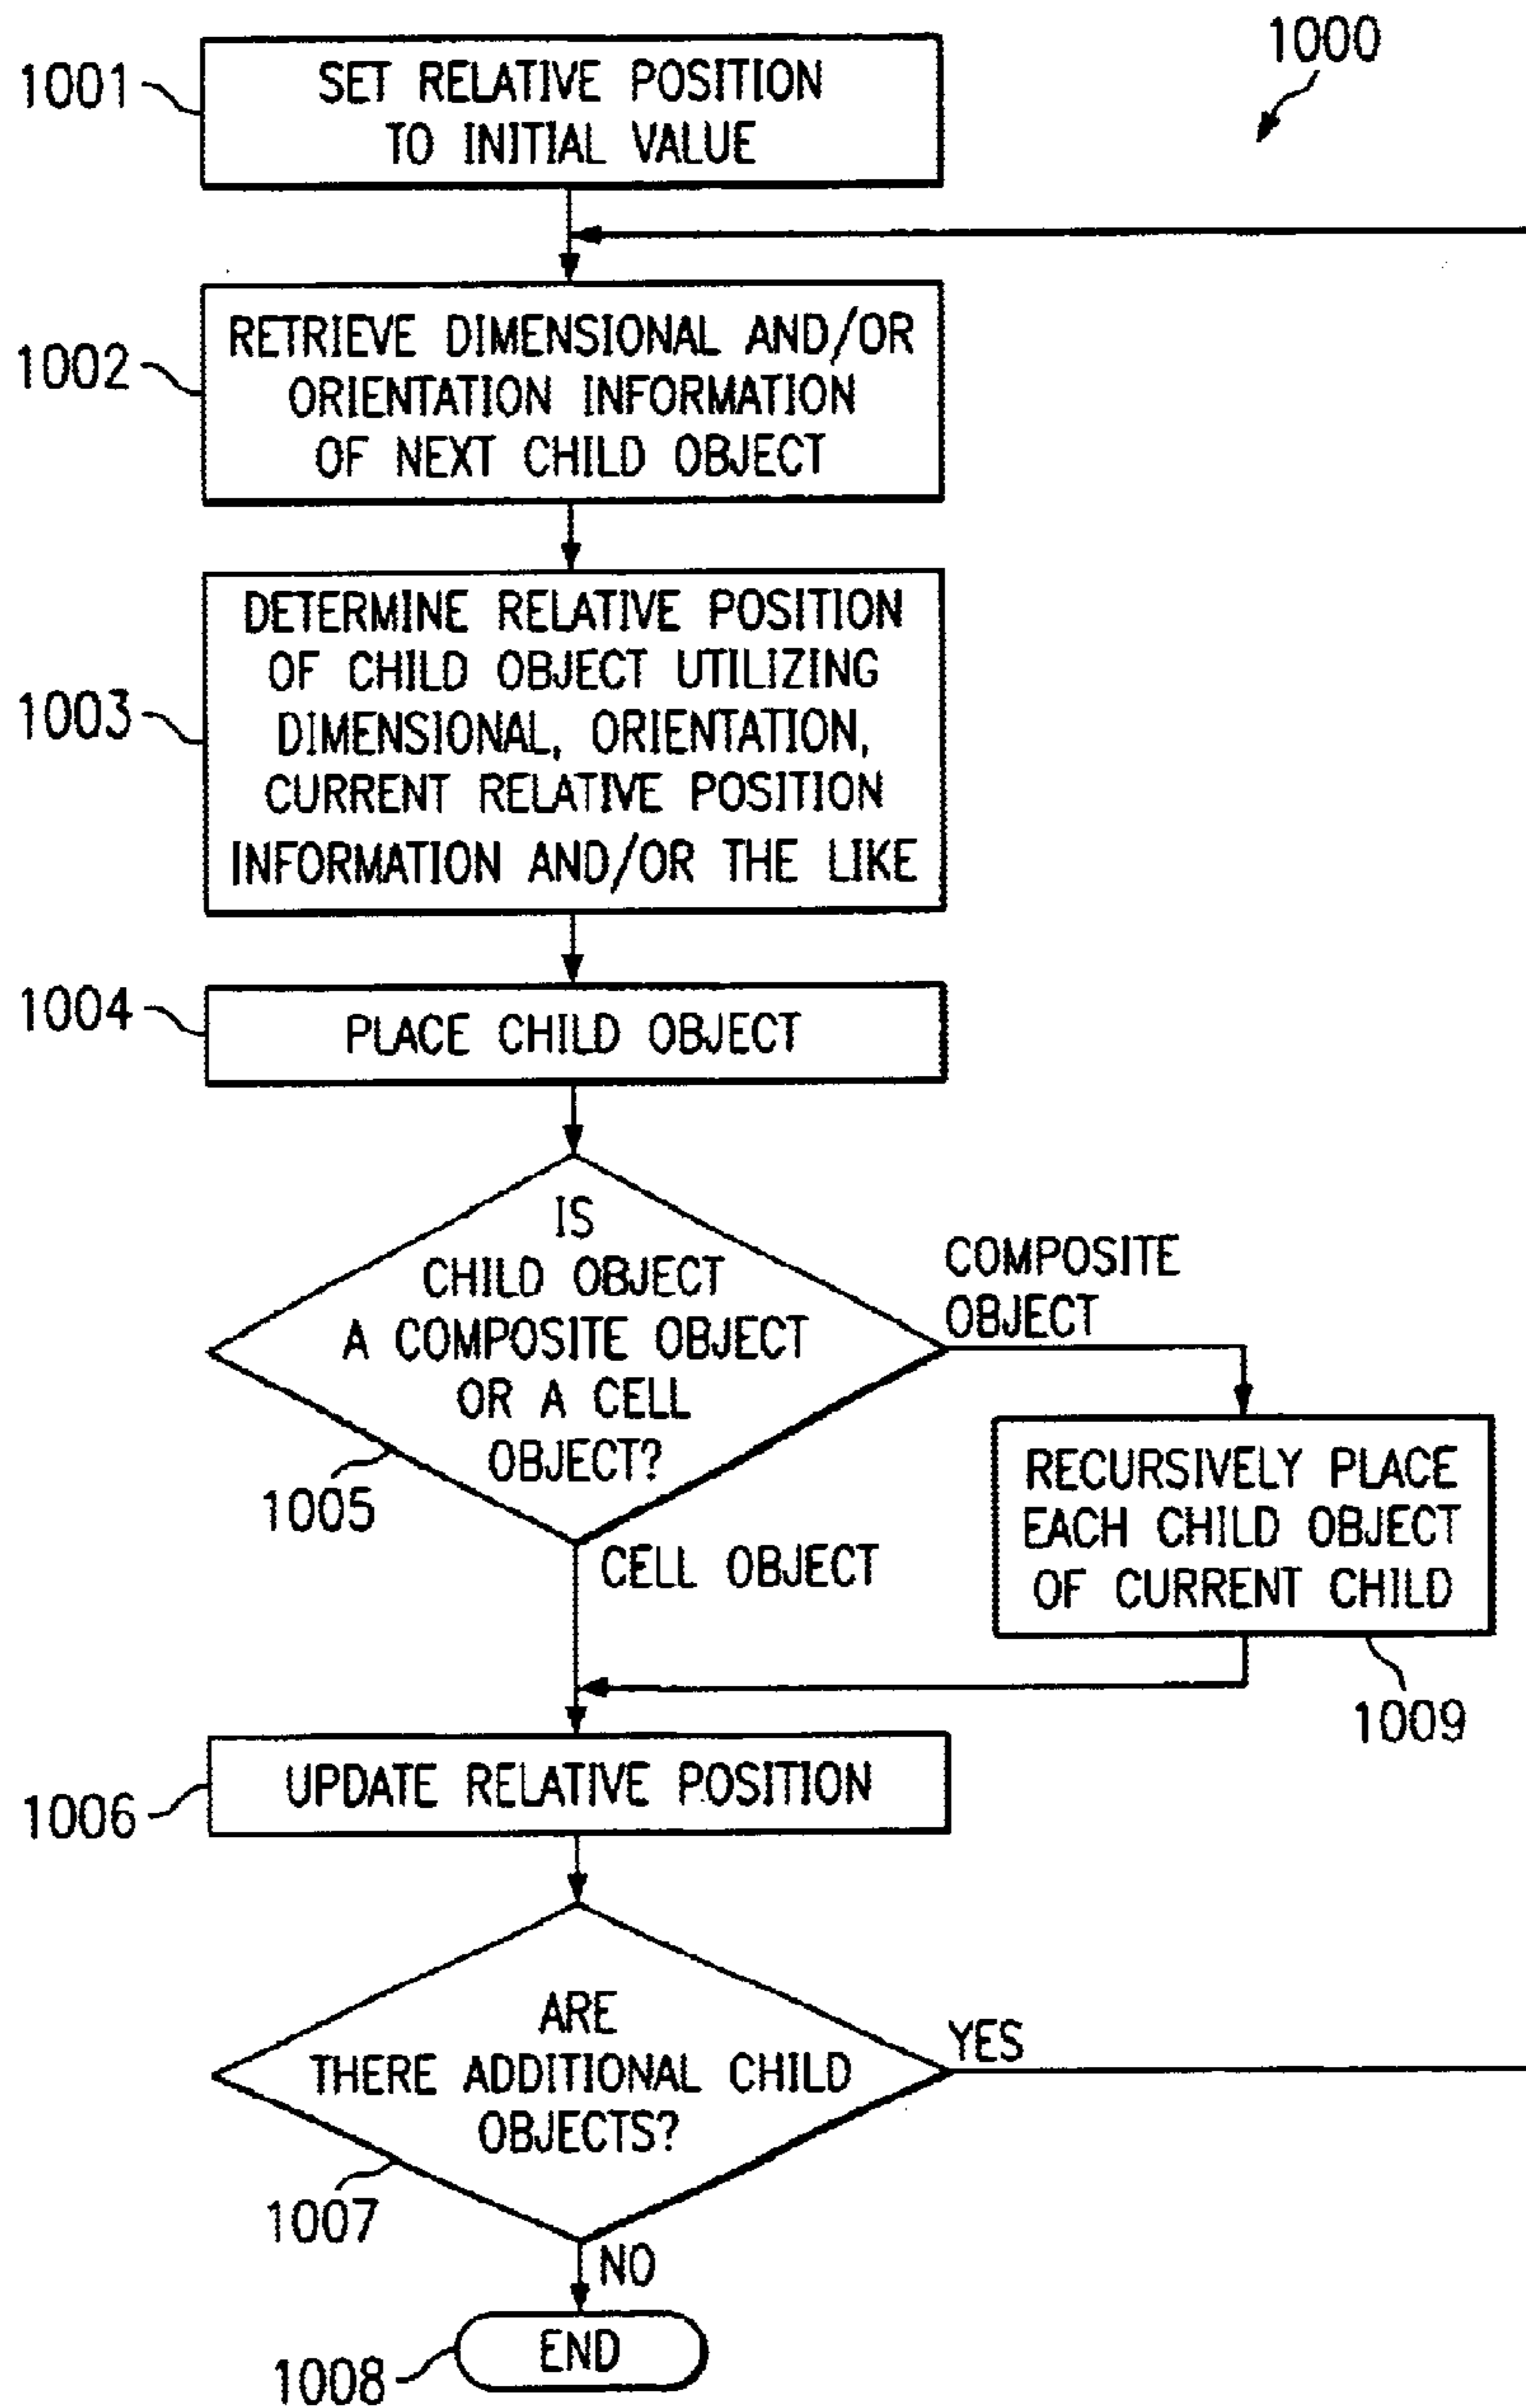 1000
1001
SET RELATIVE POSITION
TO INITIAL VALUE
1002
RETRIEVE DIMENSIONAL AND/OR
ORIENTATION INFORMATION
OF NEXT CHILD OBJECT
1003
DETERMINE RELATIVE POSITION
OF CHILD OBJECT UTILIZING
DIMENSIONAL, ORIENTATION,
CURRENT RELATIVE POSITION
INFORMATION AND/OR THE LIKE
1004
PLACE CHILD OBJECT
IS
CHILD OBJECT
A COMPOSITE OBJECT
OR A CELL
OBJECT?
1005
COMPOSITE
OBJECT
CELL OBJECT
RECURSIVELY PLACE
EACH CHILD OBJECT
OF CURRENT CHILD
1009
1006
UPDATE RELATIVE POSITION
ARE
THERE ADDITIONAL CHILD
OBJECTS?
1007
YES
NO
1008
END